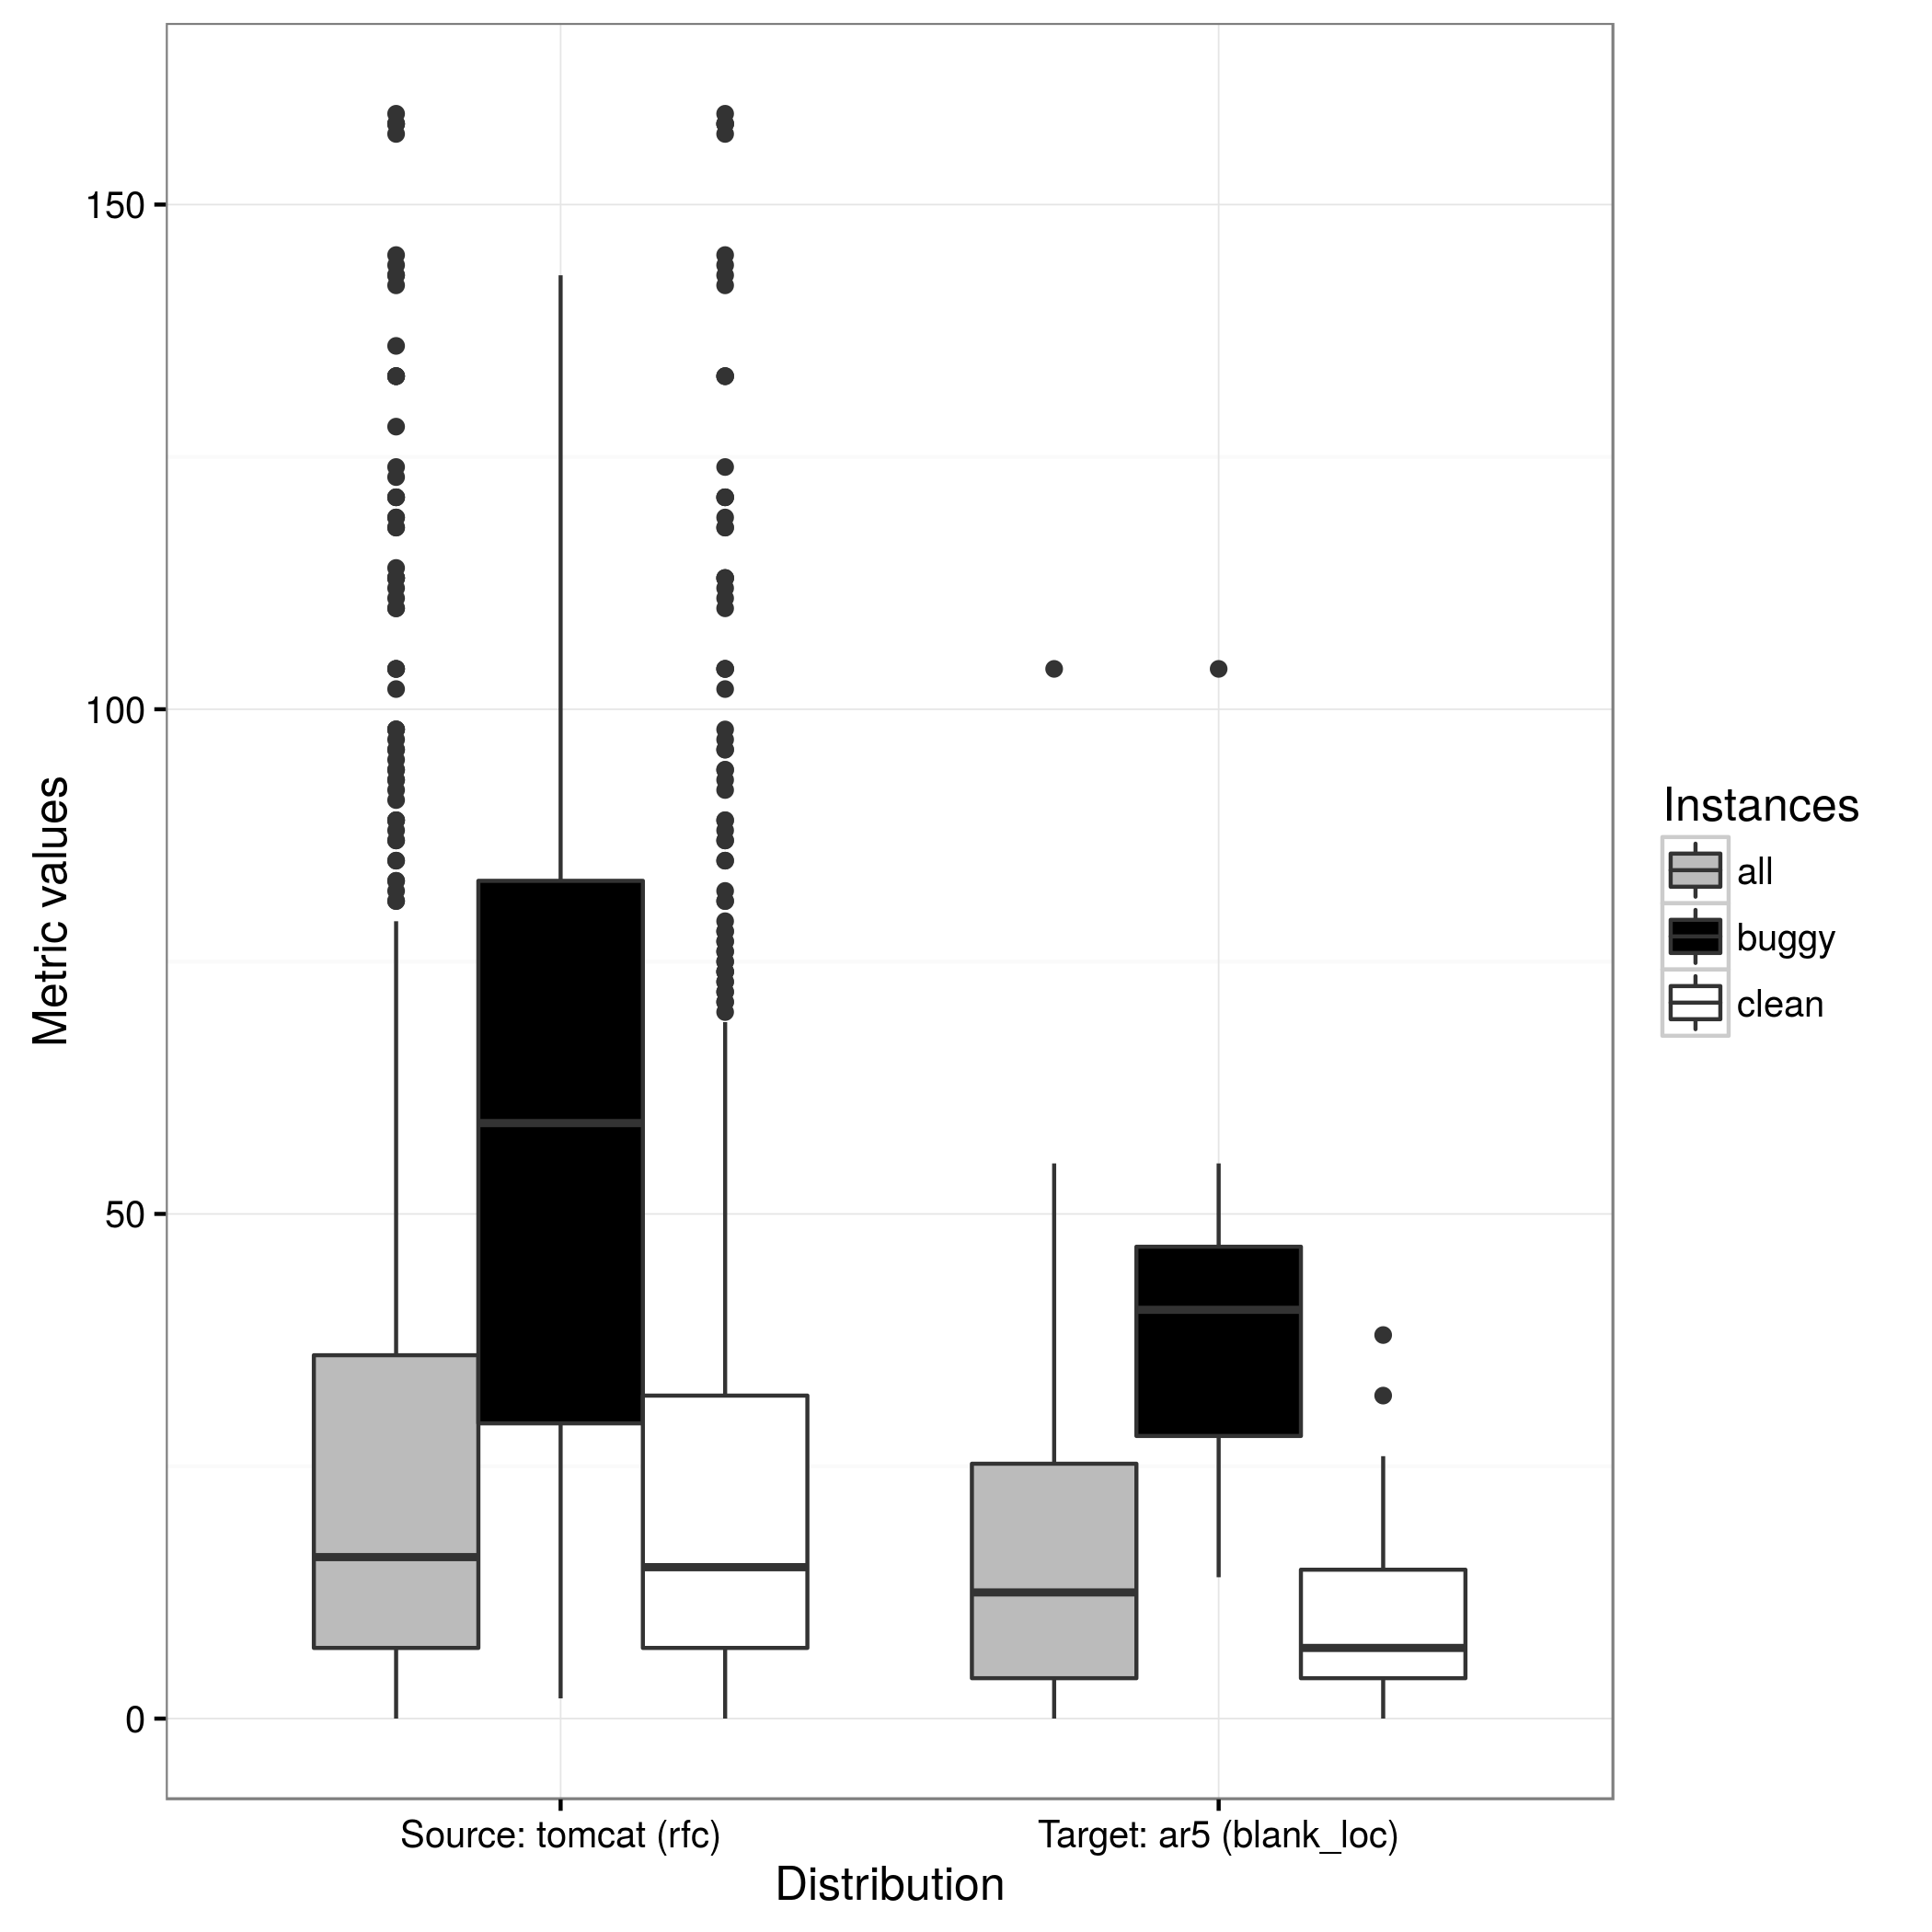 150
100
50
0
Metric values
Source: tomcat (rfc)
Target: ar5 (blank_loc)
Distribution
Instances
all
buggy
clean